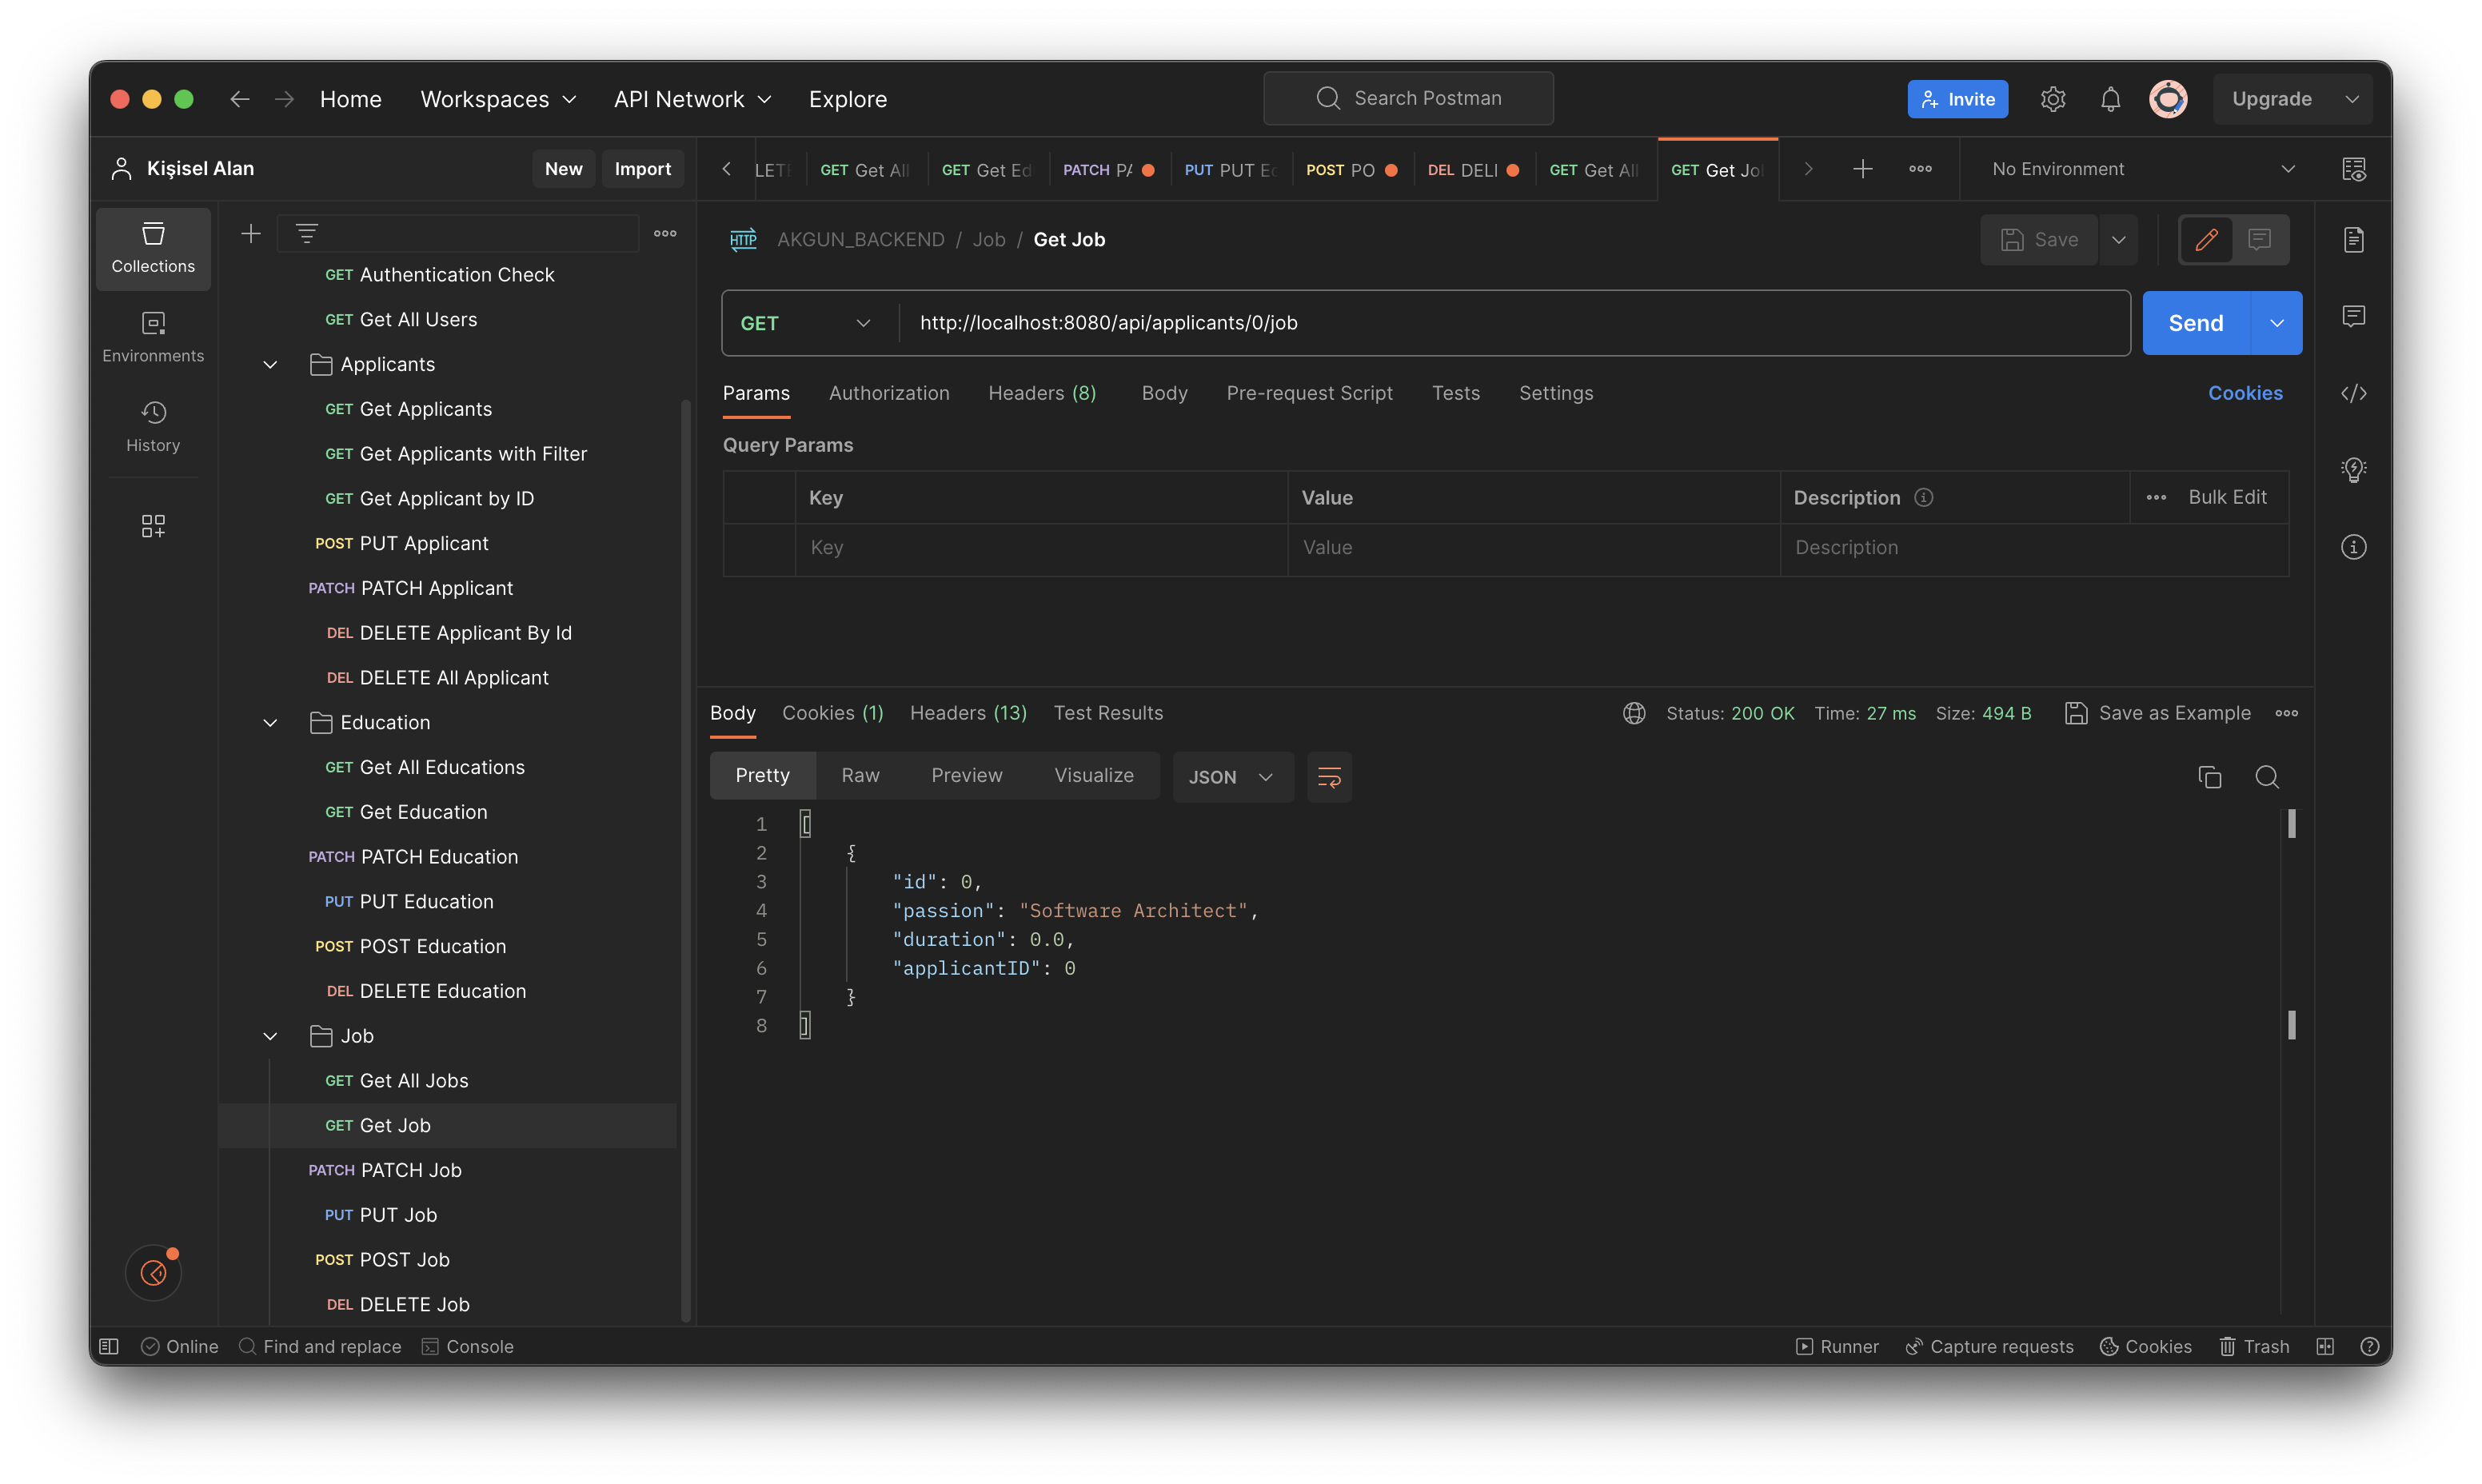 Home Workspaces API Network Explore Search Postman Invite Upgrade
Kişisel Alan New Import
LETE GET Get All GET Get Ed PATCH PA PUT PUT Ed POST PO DEL DELI GET Get All GET Get Jo No Environment
Collections
Environments
History
GET Authentication Check
GET Get All Users
Applicants
GET Get Applicants
GET Get Applicants with Filter
GET Get Applicant by ID
POST PUT Applicant
PATCH PATCH Applicant
DEL DELETE Applicant By Id
DEL DELETE All Applicant
Education
GET Get All Educations
GET Get Education
PATCH PATCH Education
PUT PUT Education
POST POST Education
DEL DELETE Education
Job
GET Get All Jobs
GET Get Job
PATCH PATCH Job
PUT PUT Job
POST POST Job
DEL DELETE Job
HTTP AKGUN_BACKEND / Job / Get Job Save
GET http://localhost:8080/api/applicants/0/job Send
Params Authorization Headers (8) Body Pre-request Script Tests Settings Cookies
Query Params
Key Value Description Bulk Edit
Key Value Description
Body Cookies (1) Headers (13) Test Results Status: 200 OK Time: 27 ms Size: 494 B Save as Example
Pretty Raw Preview Visualize JSON
1 [
2 {
3 "id": 0,
4 "passion": "Software Architect",
5 "duration": 0.0,
6 "applicantID": 0
7 }
8 ]
Online Find and replace Console Runner Capture requests Cookies Trash